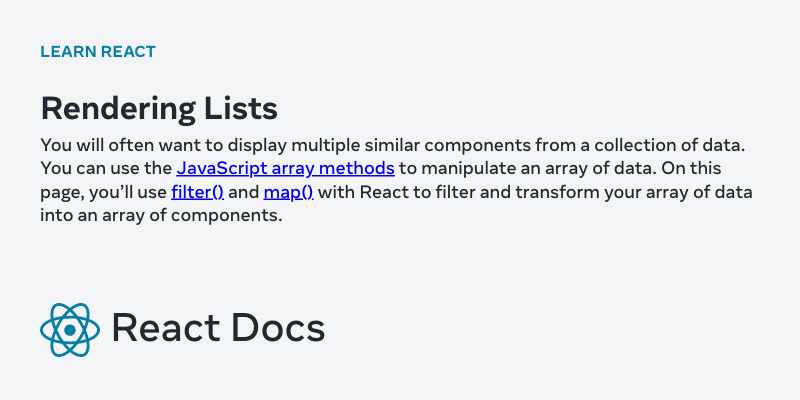 LEARN REACT
Rendering Lists
You will often want to display multiple similar components from a collection of data.
You can use the JavaScript array methods to manipulate an array of data. On this
page, you’ll use filter() and map() with React to filter and transform your array of data
into an array of components.
React Docs